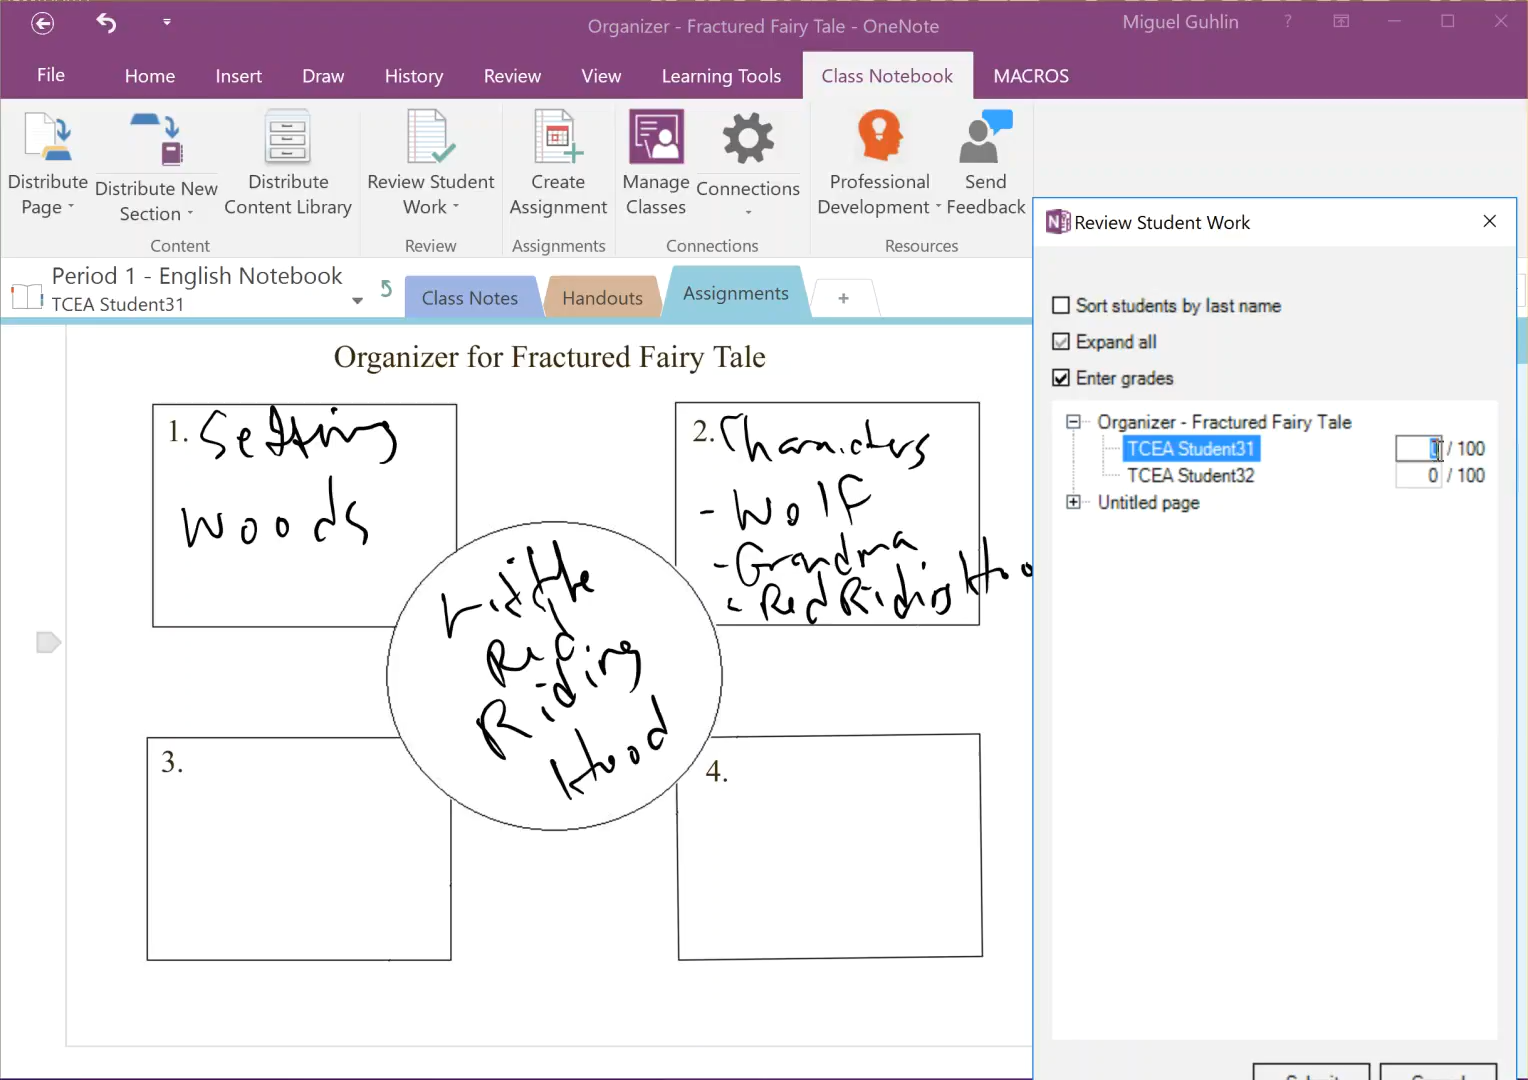 Organizer - Fractured Fairy Tale - OneNote
Miguel Guhlin
?
File
Home
Insert
Draw
History
Review
View
Learning Tools
Class Notebook
MACROS
Distribute
Page
Distribute New
Section
Distribute
Content Library
Review Student
Work
Create
Assignment
Manage
Classes
Connections
Professional
Development
Send
Feedback
Content
Review
Assignments
Connections
Resources
Period 1 - English Notebook
TCEA Student31
Class Notes
Handouts
Assignments
+
Organizer for Fractured Fairy Tale
1. Setting
Woods
2. Characters
- Wolf
- Grandma
- Red Riding Hoo
Little
Red
Riding
Hood
3.
4.
Review Student Work
Sort students by last name
Expand all
Enter grades
Organizer - Fractured Fairy Tale
TCEA Student31
/ 100
TCEA Student32
0 / 100
Untitled page